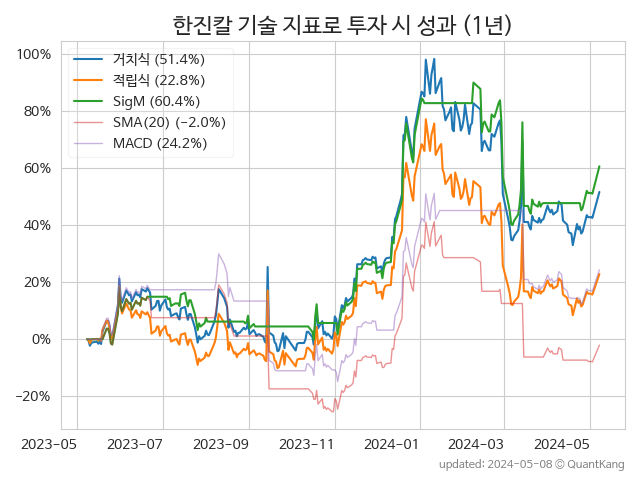 한진칼 기술 지표로 투자 시 성과 (1년)
거치식 (51.4%)
적립식 (22.8%)
SigM (60.4%)
SMA(20) (−2.0%)
MACD (24.2%)
100%
80%
60%
40%
20%
0%
−20%
2023−05 2023−07 2023−09 2023−11 2024−01 2024−03 2024−05
updated: 2024-05-08 © QuantKang